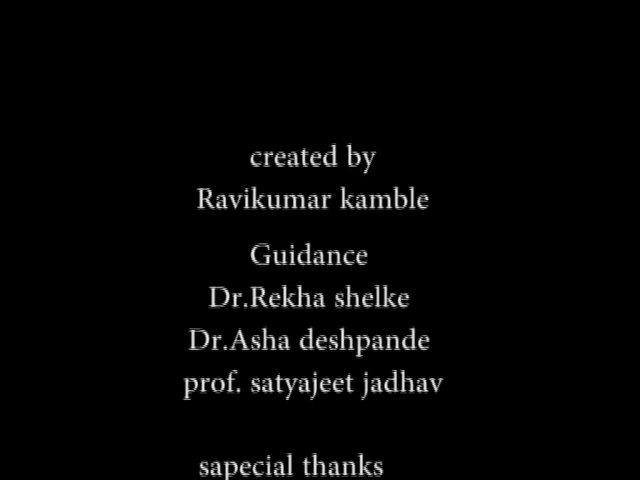 created by
Ravikumar kamble
Guidance
Dr.Rekha shelke
Dr.Asha deshpande
prof. satyajeet jadhav
sapecial thanks